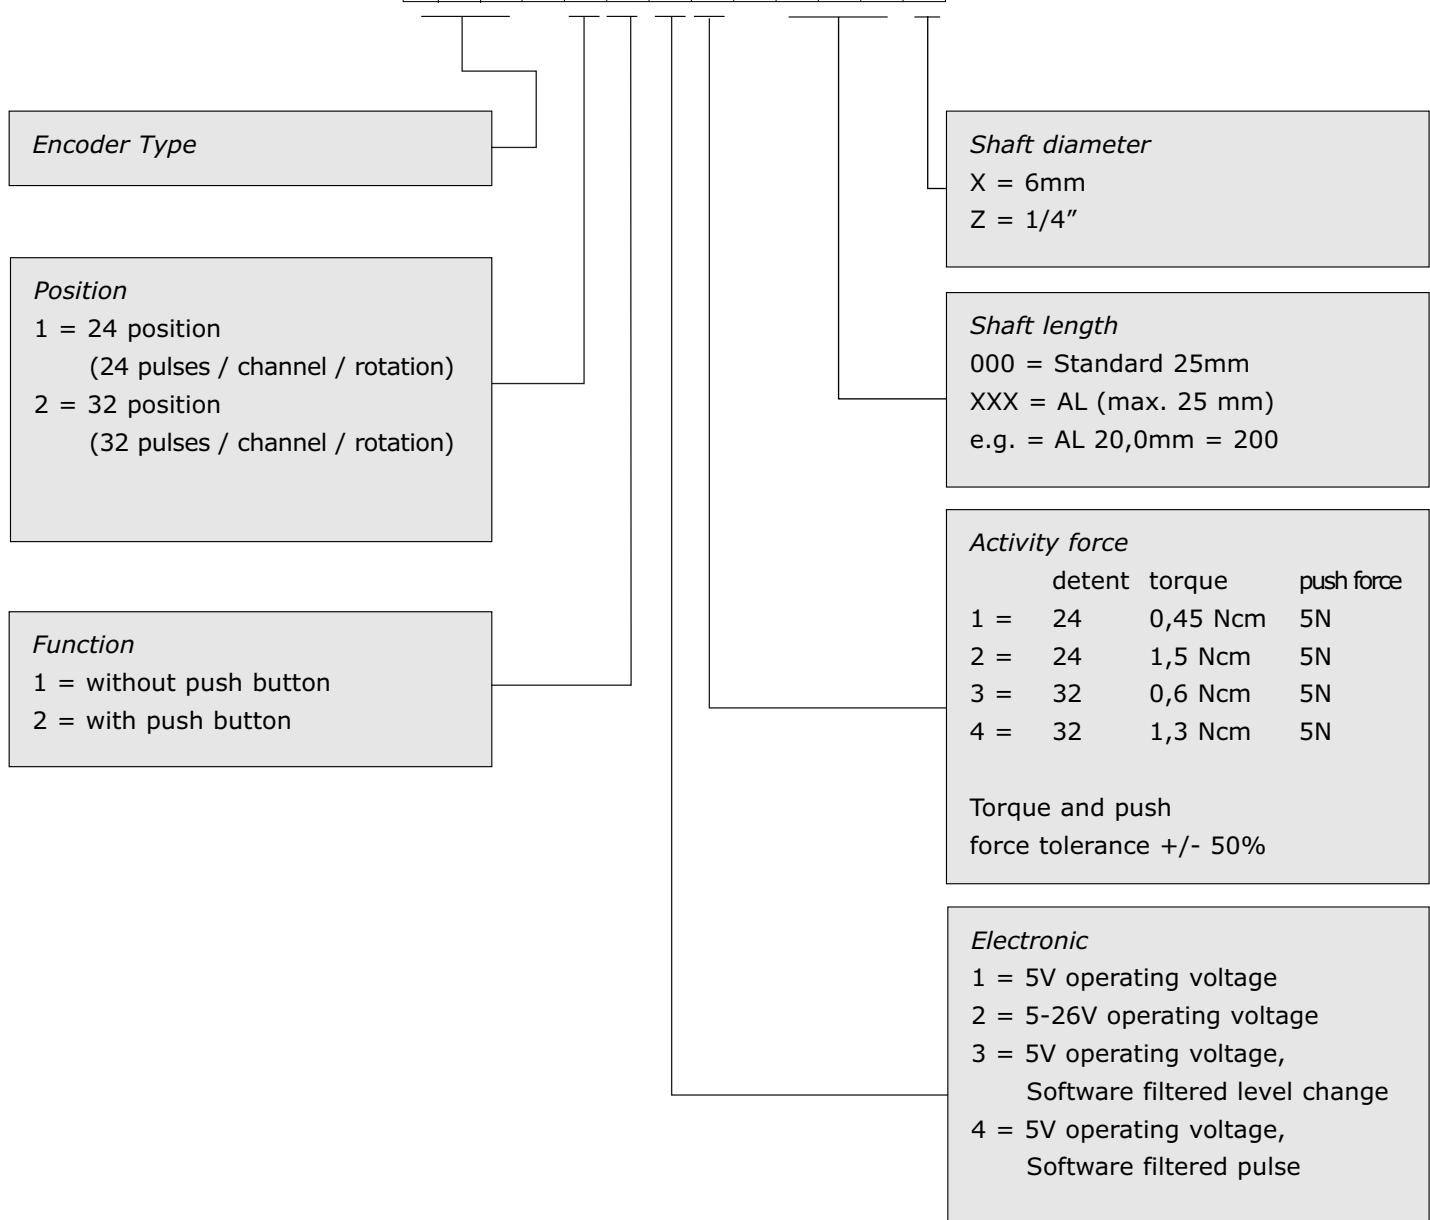 Encoder Type
Position
1 = 24 position
(24 pulses / channel / rotation)
2 = 32 position
(32 pulses / channel / rotation)
Function
1 = without push button
2 = with push button
Shaft diameter
X = 6mm
Z = 1/4″
Shaft length
000 = Standard 25mm
XXX = AL (max. 25 mm)
e.g. = AL 20,0mm = 200
Activity force
detent torque push force
1 = 24 0,45 Ncm 5N
2 = 24 1,5 Ncm 5N
3 = 32 0,6 Ncm 5N
4 = 32 1,3 Ncm 5N
Torque and push
force tolerance +/- 50%
Electronic
1 = 5V operating voltage
2 = 5-26V operating voltage
3 = 5V operating voltage,
Software filtered level change
4 = 5V operating voltage,
Software filtered pulse